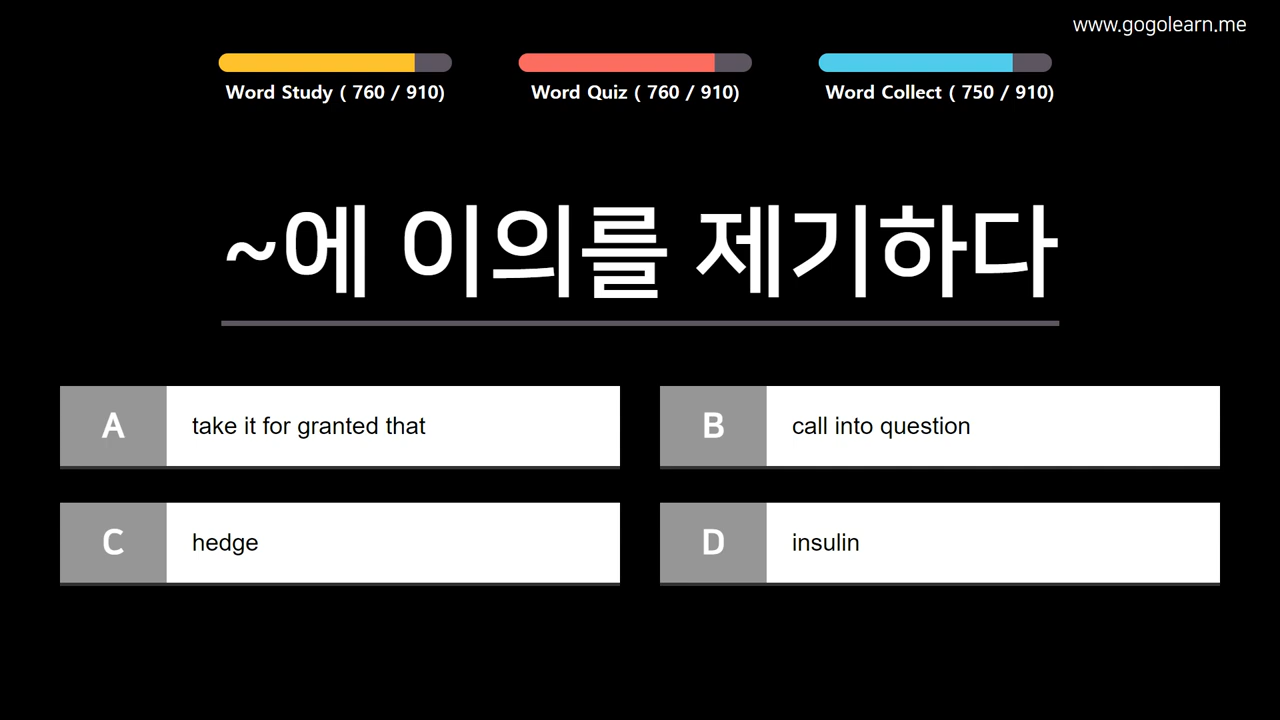 www.gogolearn.me
Word Study ( 760 / 910)
Word Quiz ( 760 / 910)
Word Collect ( 750 / 910)
~에 이의를 제기하다
A take it for granted that
B call into question
C hedge
D insulin